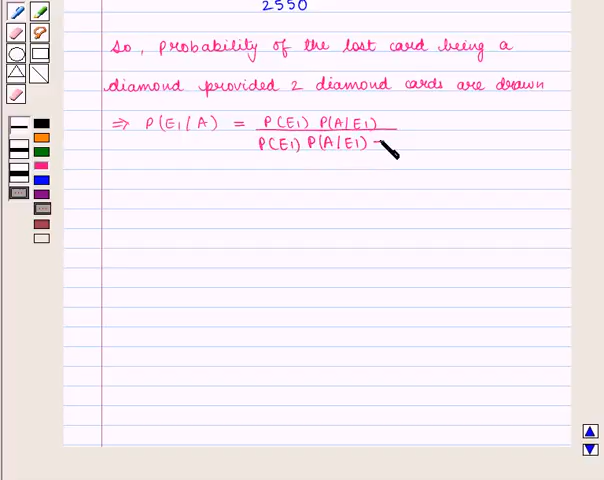 2550
So, probability of the lost card being a
diamond provided 2 diamond cards are drawn
⇒ P(E1/A) = P(E1) P(A/E1)
P(E1) P(A/E1) -